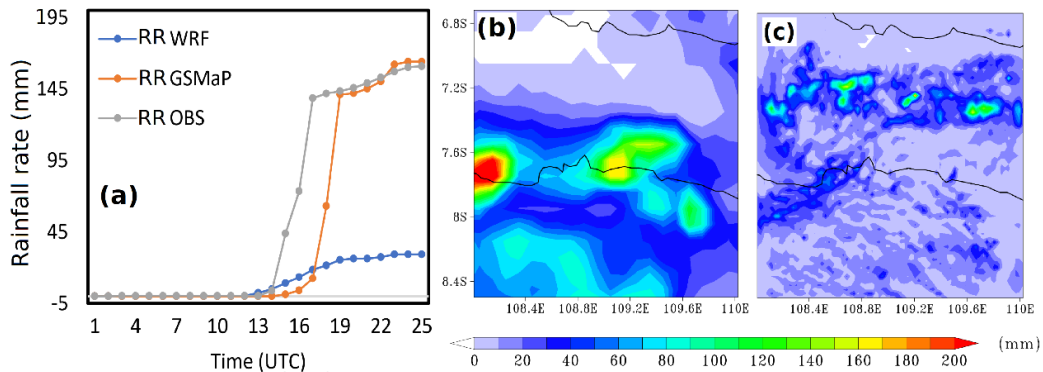 195
145
95
45
-5
Rainfall rate (mm)
RR WRF
RR GSMaP
RR OBS
(a)
1 4 7 10 13 16 19 22 25
Time (UTC)
(b)
6.8S
7.2S
7.6S
8S
8.4S
108.4E 108.8E 109.2E 109.6E 110E
(c)
108.4E 108.8E 109.2E 109.6E 110E
0 20 40 60 80 100 120 140 160 180 200 (mm)